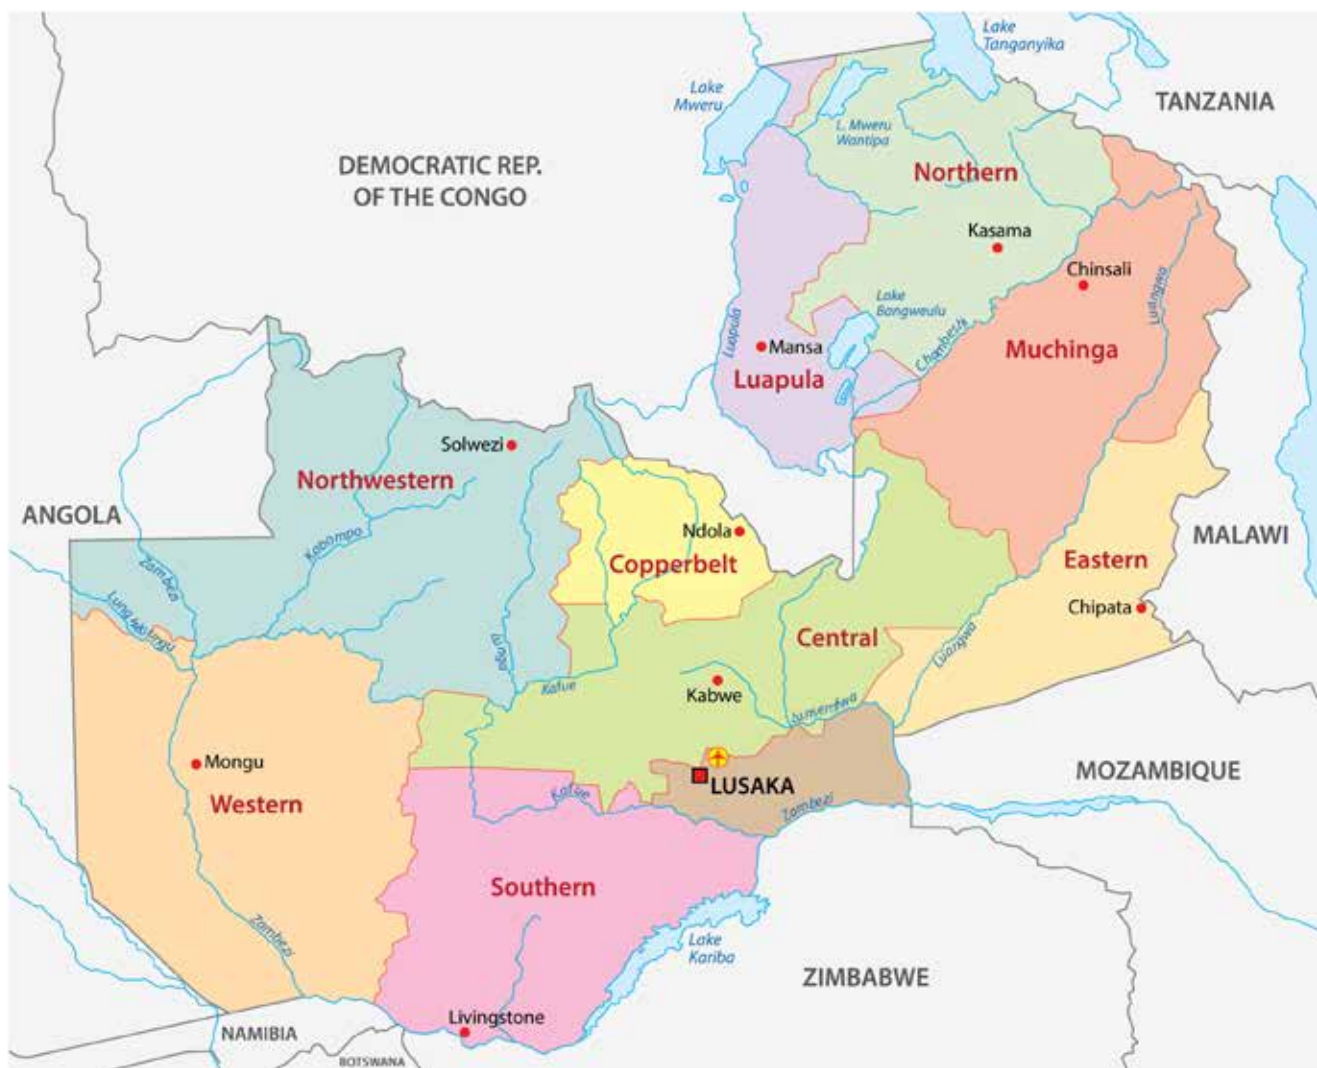 Lake
Tanganyika
Lake
Mweru
TANZANIA
L. Mweru
Wantipa
DEMOCRATIC REP.
OF THE CONGO
Northern
Kasama
Chinsali
Luangwa
Lake
Bangweulu
Luapula
Chambeshi
Mansa
Muchinga
Luapula
Solwezi
Northwestern
ANGOLA
Ndola
MALAWI
Kabompo
Copperbelt
Eastern
Zambezi
Chipata
Central
Luangwa
Kafue
Kabwe
Mongu
LUSAKA
MOZAMBIQUE
Kafue
Zambezi
Western
Southern
Zambezi
Lake
Kariba
ZIMBABWE
Livingstone
NAMIBIA
BOTSWANA